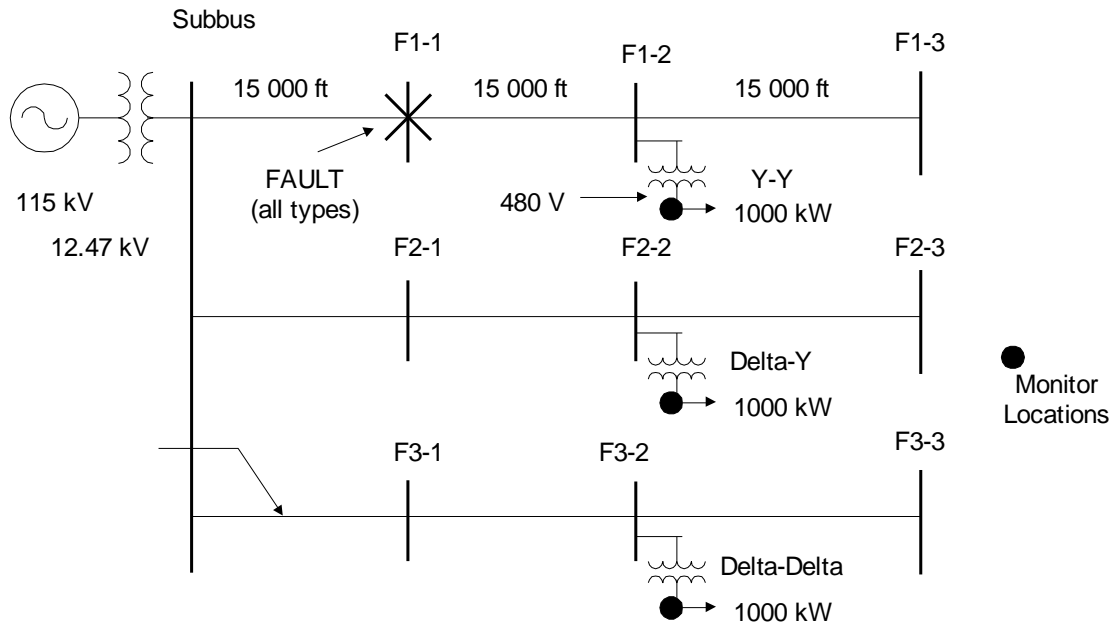 Subbus
F1-1
F1-2
F1-3
15 000 ft
15 000 ft
15 000 ft
FAULT
(all types)
480 V
Y-Y
1000 kW
115 kV
12.47 kV
F2-1
F2-2
F2-3
Delta-Y
1000 kW
Monitor
Locations
F3-1
F3-2
F3-3
Delta-Delta
1000 kW